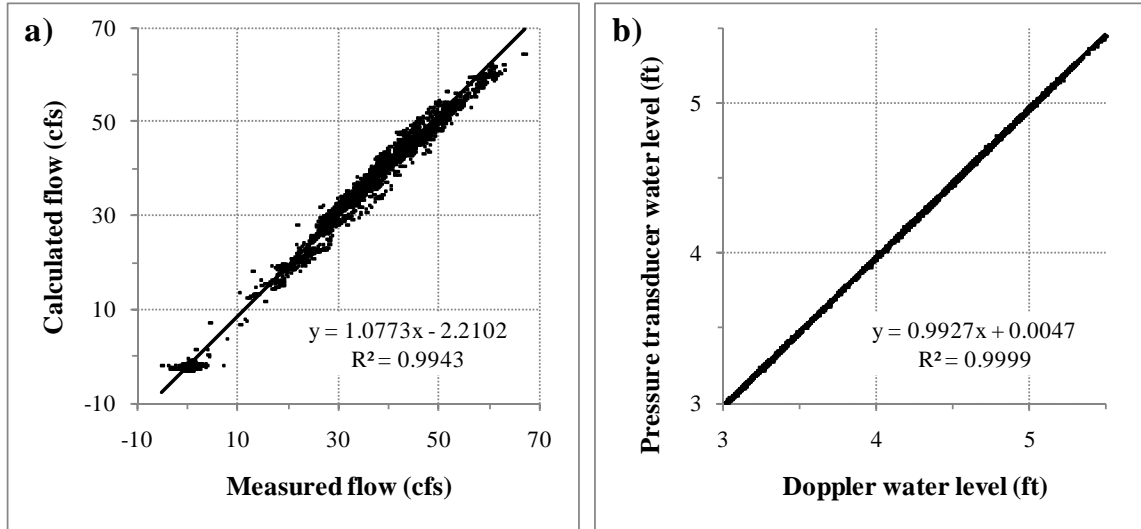 a)
Calculated flow (cfs)
70
50
30
10
-10
y = 1.0773x - 2.2102
R² = 0.9943
-10 10 30 50 70
Measured flow (cfs)
b)
Pressure transducer water level (ft)
5
4
3
y = 0.9927x + 0.0047
R² = 0.9999
3 4 5
Doppler water level (ft)